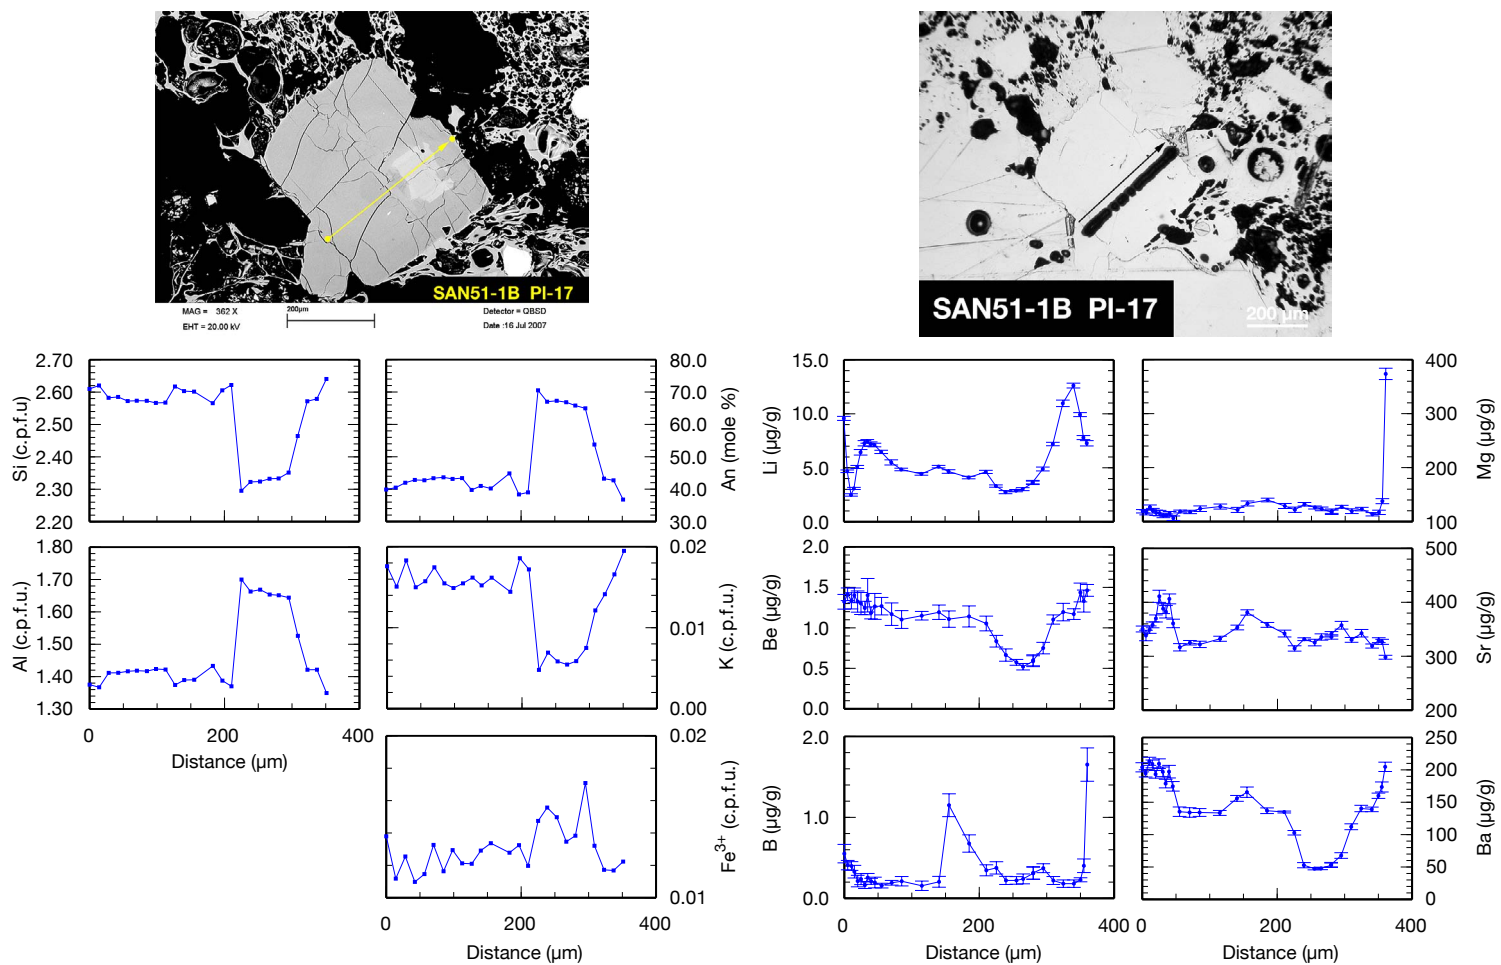 SAN51-1B PI-17
MAG = 362 X
EHT = 20.00 kV
200µm
Detector = QBSD
Date :16 Jul 2007
SAN51-1B PI-17
200 µm
2.70
2.60
2.50
2.40
2.30
2.20
Si (c.p.f.u)
80.0
70.0
60.0
50.0
40.0
30.0
An (mole %)
15.0
10.0
5.0
0.0
Li (µg/g)
400
300
200
100
Mg (µg/g)
1.80
1.70
1.60
1.50
1.40
1.30
Al (c.p.f.u.)
0
200
400
Distance (µm)
0.02
0.01
0.00
K (c.p.f.u.)
2.0
1.5
1.0
0.5
0.0
Be (µg/g)
500
400
300
200
Sr (µg/g)
0.02
0.01
Fe3+ (c.p.f.u.)
0
200
400
Distance (µm)
2.0
1.0
0.0
B (µg/g)
0
200
400
Distance (µm)
250
200
150
100
50
0
Ba (µg/g)
0
200
400
Distance (µm)